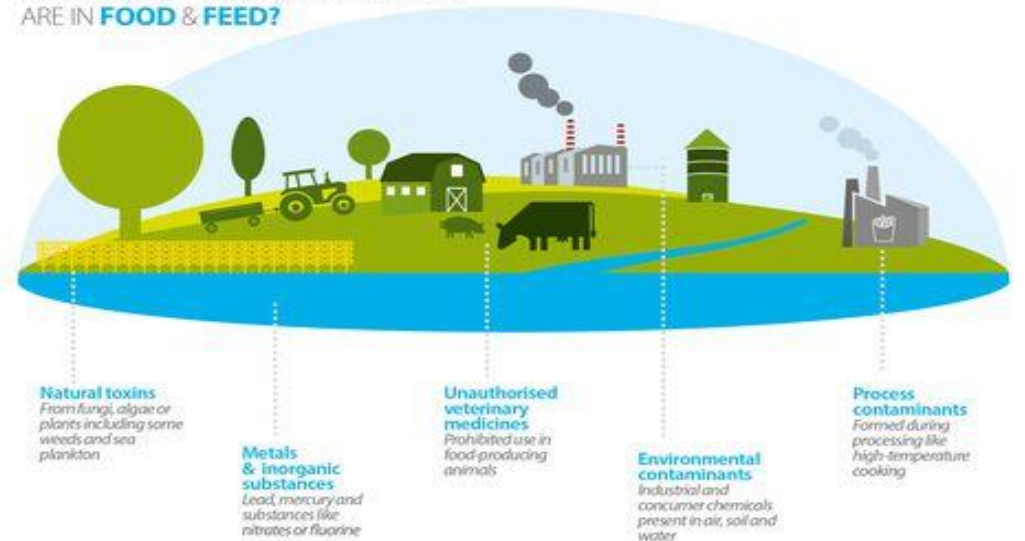 ARE IN FOOD & FEED?
Natural toxins
From fungi, algae or
plants including some
weeds and sea
plankton
Metals
& inorganic
substances
Lead, mercury and
substances like
nitrates or fluorine
Unauthorised
veterinary
medicines
Prohibited use in
food-producing
animals
Environmental
contaminants
Industrial and
concumer chemicals
present in air, soil and
water
Process
contaminants
Formed during
processing like
high-temperature
cooking